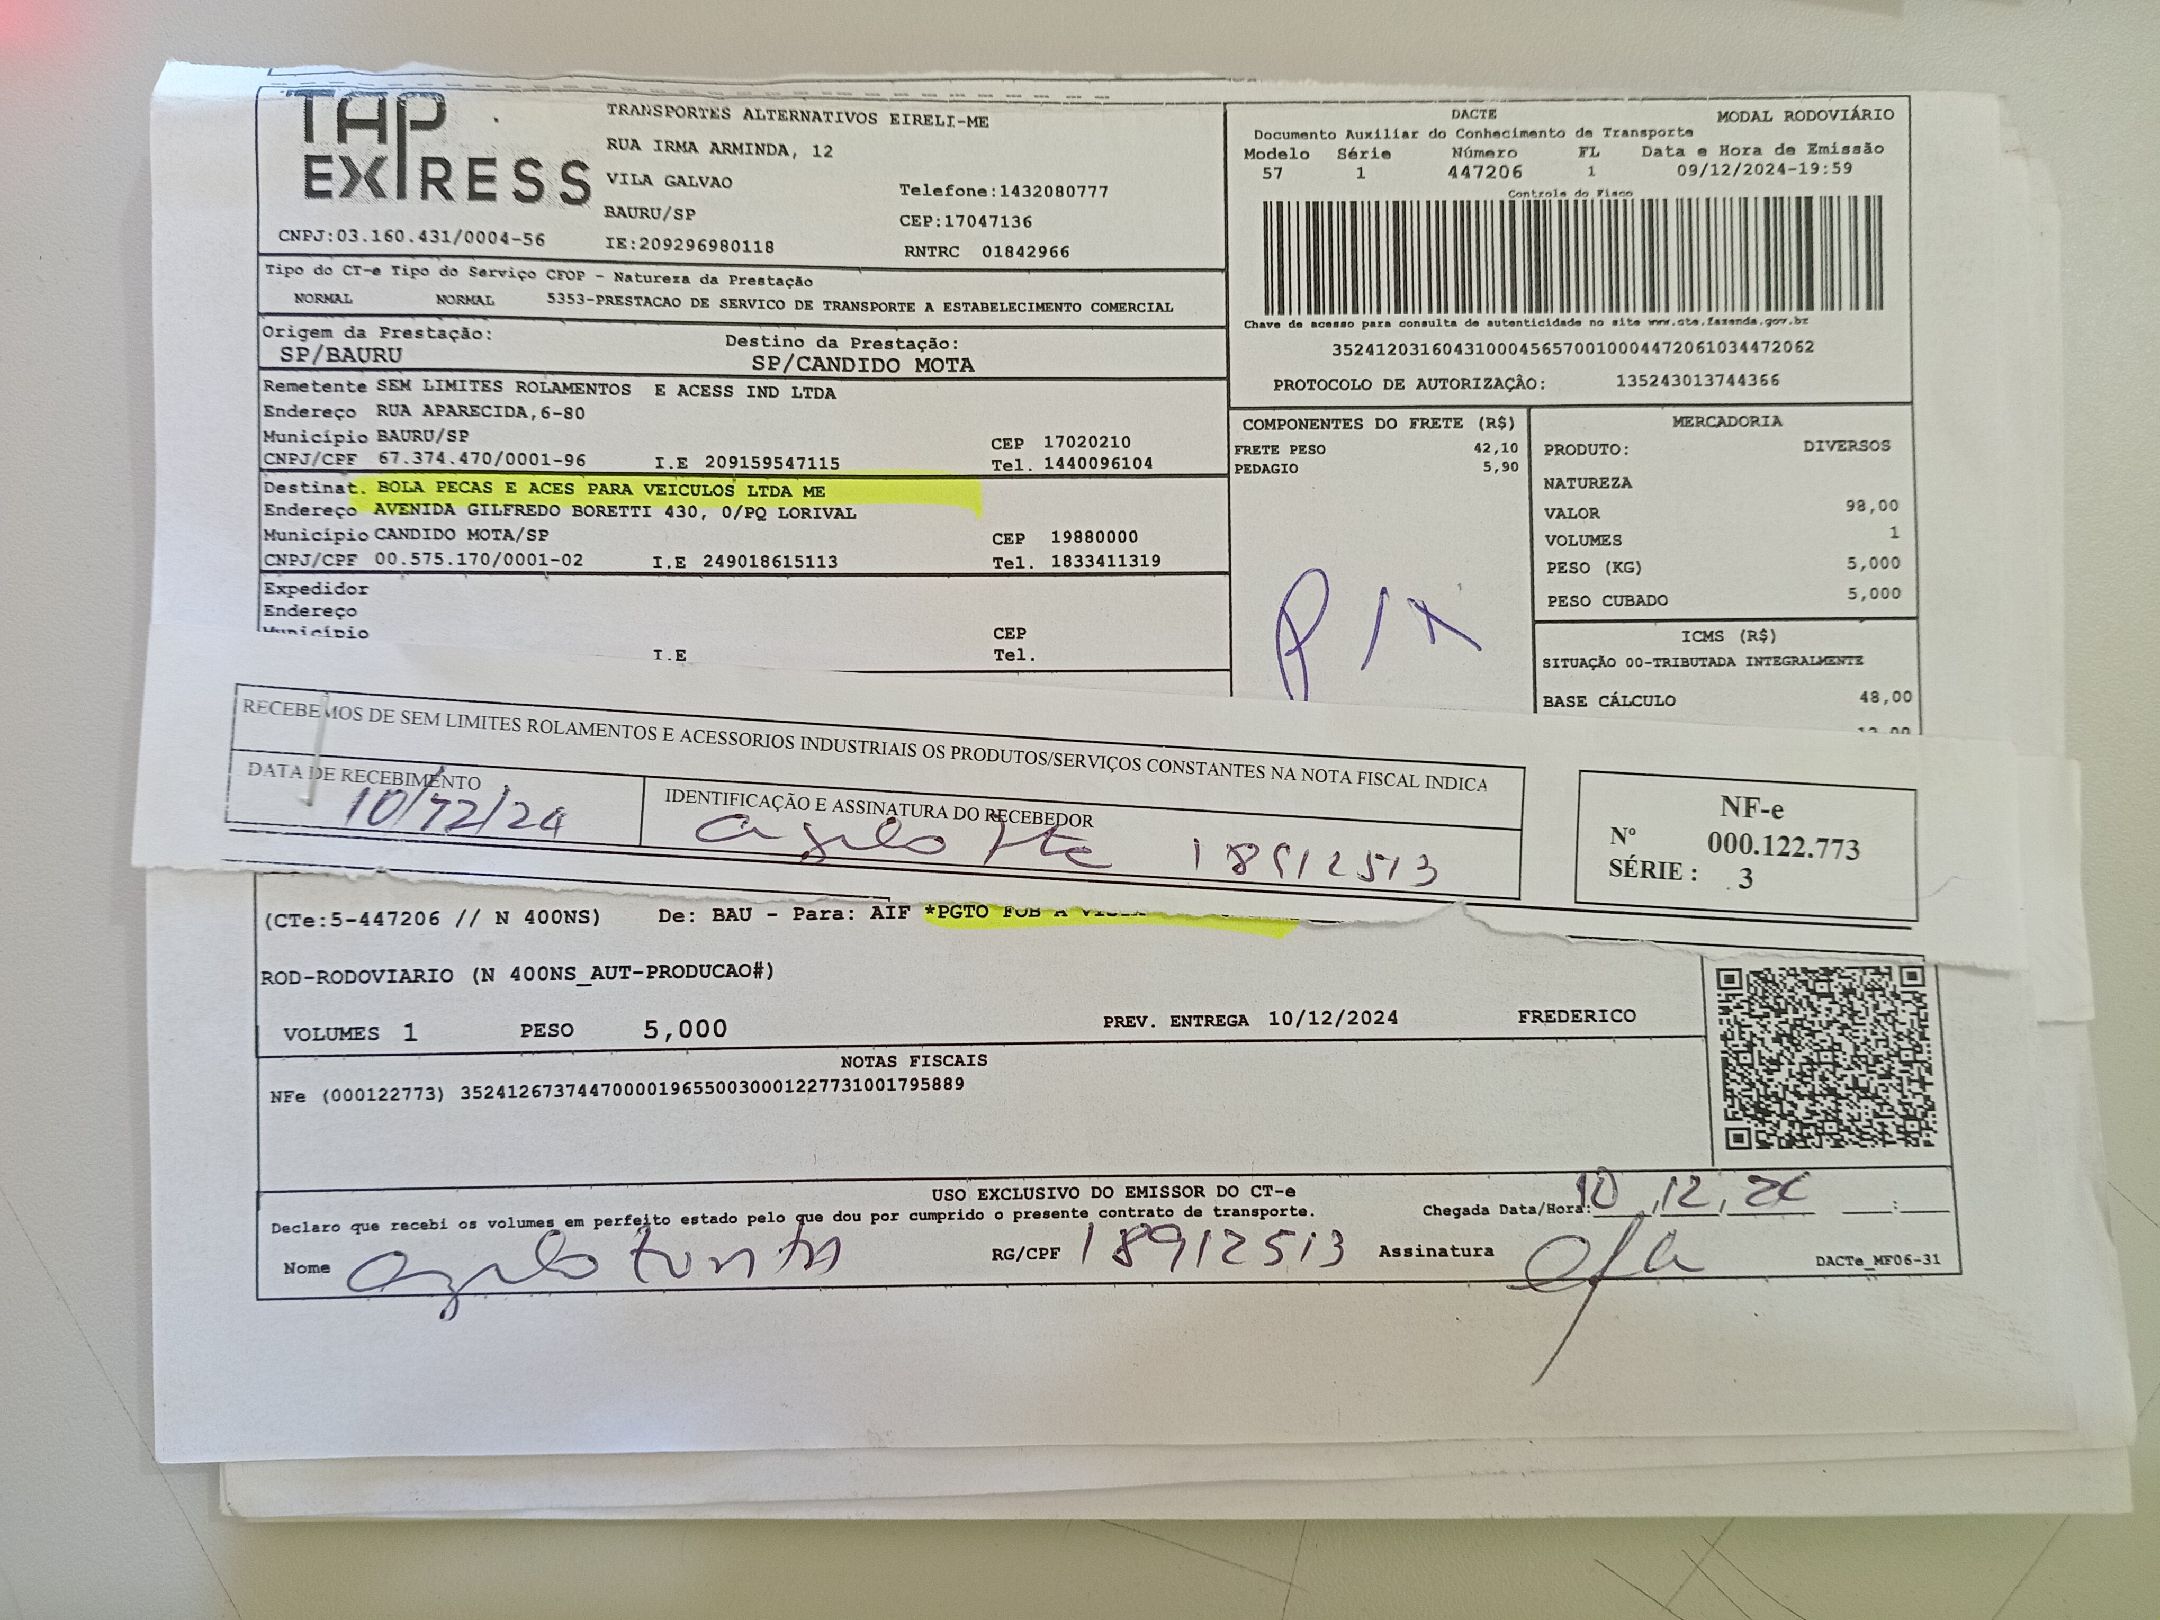 TAP EXPRESS
TRANSPORTES ALTERNATIVOS EIRELI-ME
RUA IRMA ARMINDA, 12
VILA GALVAO
Telefone:1432080777
BAURU/SP
CEP:17047136
CNPJ:03.160.431/0004-56
IE:209296980118
RNTRC 01842966
DACTE
MODAL RODOVIÁRIO
Documento Auxiliar do Conhecimento de Transporte
Modelo Série Número FL Data e Hora de Emissão
57 1 447206 1 09/12/2024-19:59
Controle do Fisco
Chave de acesso para consulta de autenticidade no site www.cte.fazenda.gov.br
35241203160431000456570010004472061034472062
PROTOCOLO DE AUTORIZAÇÃO: 135243013744366
Tipo do CT-e Tipo do Serviço CFOP - Natureza da Prestação
NORMAL NORMAL 5353-PRESTACAO DE SERVICO DE TRANSPORTE A ESTABELECIMENTO COMERCIAL
Origem da Prestação:
SP/BAURU
Destino da Prestação:
SP/CANDIDO MOTA
Remetente SEM LIMITES ROLAMENTOS E ACESS IND LTDA
Endereço RUA APARECIDA,6-80
Município BAURU/SP CEP 17020210
CNPJ/CPF 67.374.470/0001-96 I.E 209159547115 Tel. 1440096104
Destinat. BOLA PECAS E ACES PARA VEICULOS LTDA ME
Endereço AVENIDA GILFREDO BORETTI 430, 0/PQ LORIVAL
Município CANDIDO MOTA/SP CEP 19880000
CNPJ/CPF 00.575.170/0001-02 I.E 249018615113 Tel. 1833411319
Expedidor
Endereço
Município CEP
I.E Tel.
COMPONENTES DO FRETE (R$)
FRETE PESO 42,10
PEDAGIO 5,90
PIX
MERCADORIA
PRODUTO: DIVERSOS
NATUREZA
VALOR 98,00
VOLUMES 1
PESO (KG) 5,000
PESO CUBADO 5,000
ICMS (R$)
SITUAÇÃO 00-TRIBUTADA INTEGRALMENTE
BASE CÁLCULO 48,00
RECEBEMOS DE SEM LIMITES ROLAMENTOS E ACESSORIOS INDUSTRIAIS OS PRODUTOS/SERVIÇOS CONSTANTES NA NOTA FISCAL INDICA
DATA DE RECEBIMENTO
10/12/24
IDENTIFICAÇÃO E ASSINATURA DO RECEBEDOR
18912513
NF-e
Nº 000.122.773
SÉRIE : 3
(CTe:5-447206 // N 400NS) De: BAU - Para: AIF *PGTO FOB A
ROD-RODOVIARIO (N 400NS_AUT-PRODUCAO#)
VOLUMES 1 PESO 5,000 PREV. ENTREGA 10/12/2024 FREDERICO
NOTAS FISCAIS
NFe (000122773) 35241267374470000196550030001227731001795889
USO EXCLUSIVO DO EMISSOR DO CT-e
Declaro que recebi os volumes em perfeito estado pelo que dou por cumprido o presente contrato de transporte.
Chegada Data/Hora: 10,12,24 :
Nome
RG/CPF 18912513
Assinatura
DACTe_MF06-31